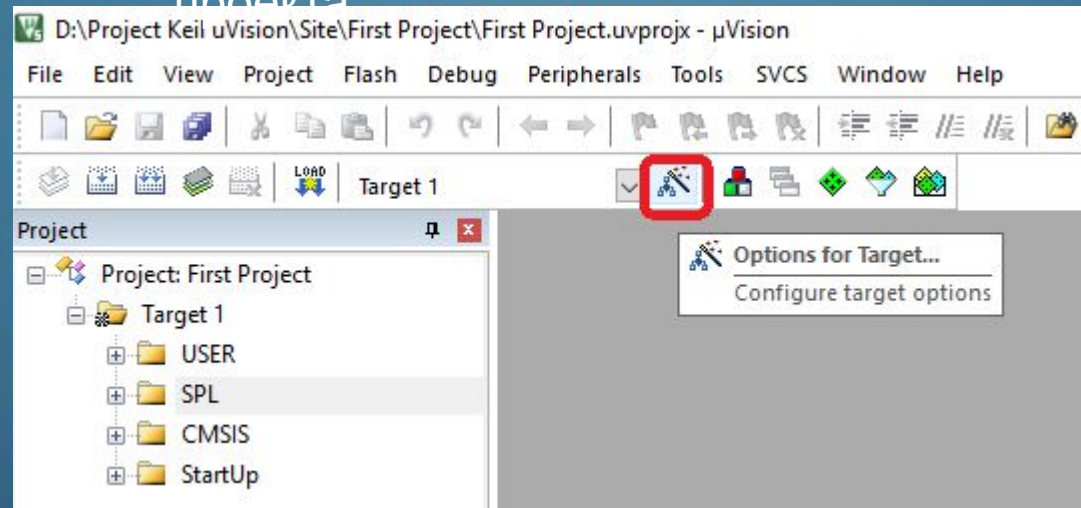 проекта
D:\Project Keil uVision\Site\First Project\First Project.uvprojx - µVision
File Edit View Project Flash Debug Peripherals Tools SVCS Window Help
LOAD
Target 1
Project
Options for Target...
Configure target options
Project: First Project
Target 1
USER
SPL
CMSIS
StartUp